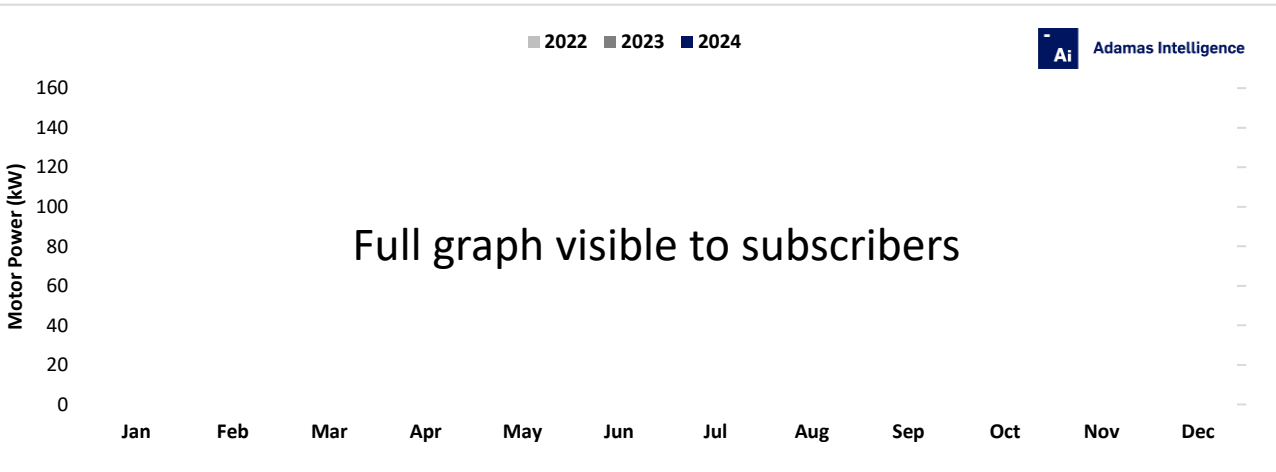 2022 2023 2024
Ai Adamas Intelligence
Motor Power (kW)
160
140
120
100
80
60
40
20
0
Full graph visible to subscribers
Jan Feb Mar Apr May Jun Jul Aug Sep Oct Nov Dec